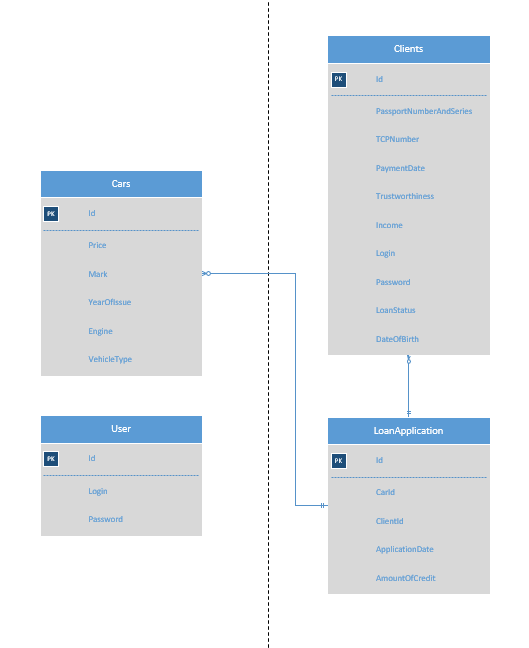 Clients
PK Id
PassportNumberAndSeries
TCPNumber
PaymentDate
Trustworthiness
Income
Login
Password
LoanStatus
DateOfBirth
Cars
PK Id
Price
Mark
YearOfIssue
Engine
VehicleType
User
PK Id
Login
Password
LoanApplication
PK Id
CarId
ClientId
ApplicationDate
AmountOfCredit